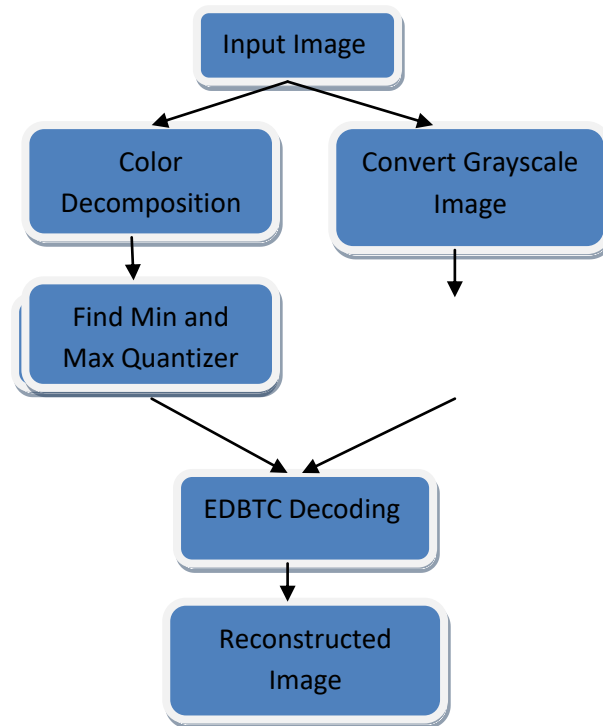 Input Image
Color
Decomposition
Convert Grayscale
Image
Find Min and
Max Quantizer
EDBTC Decoding
Reconstructed
Image